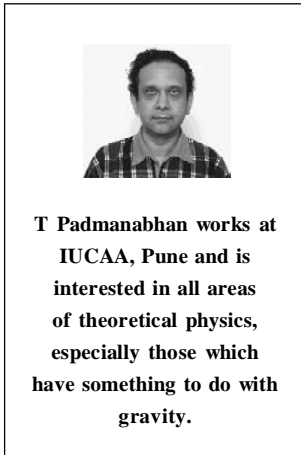 T Padmanabhan works at
IUCAA, Pune and is
interested in all areas
of theoretical physics,
especially those which
have something to do with
gravity.